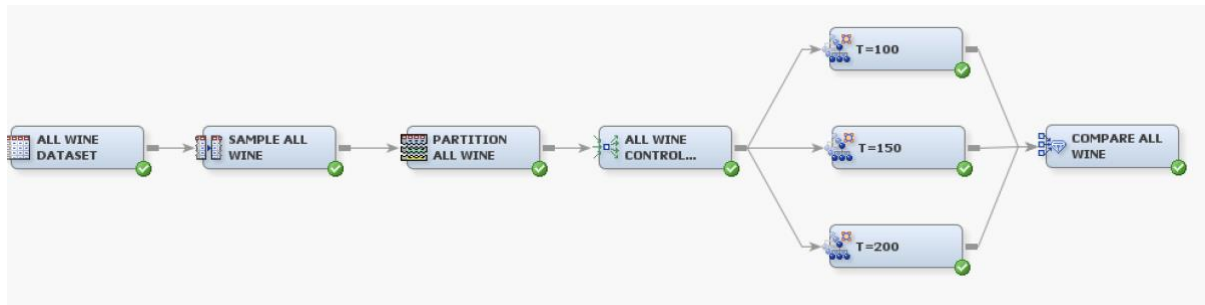 ALL WINE
DATASET
SAMPLE ALL
WINE
PARTITION
ALL WINE
ALL WINE
CONTROL...
T=100
T=150
T=200
COMPARE ALL
WINE